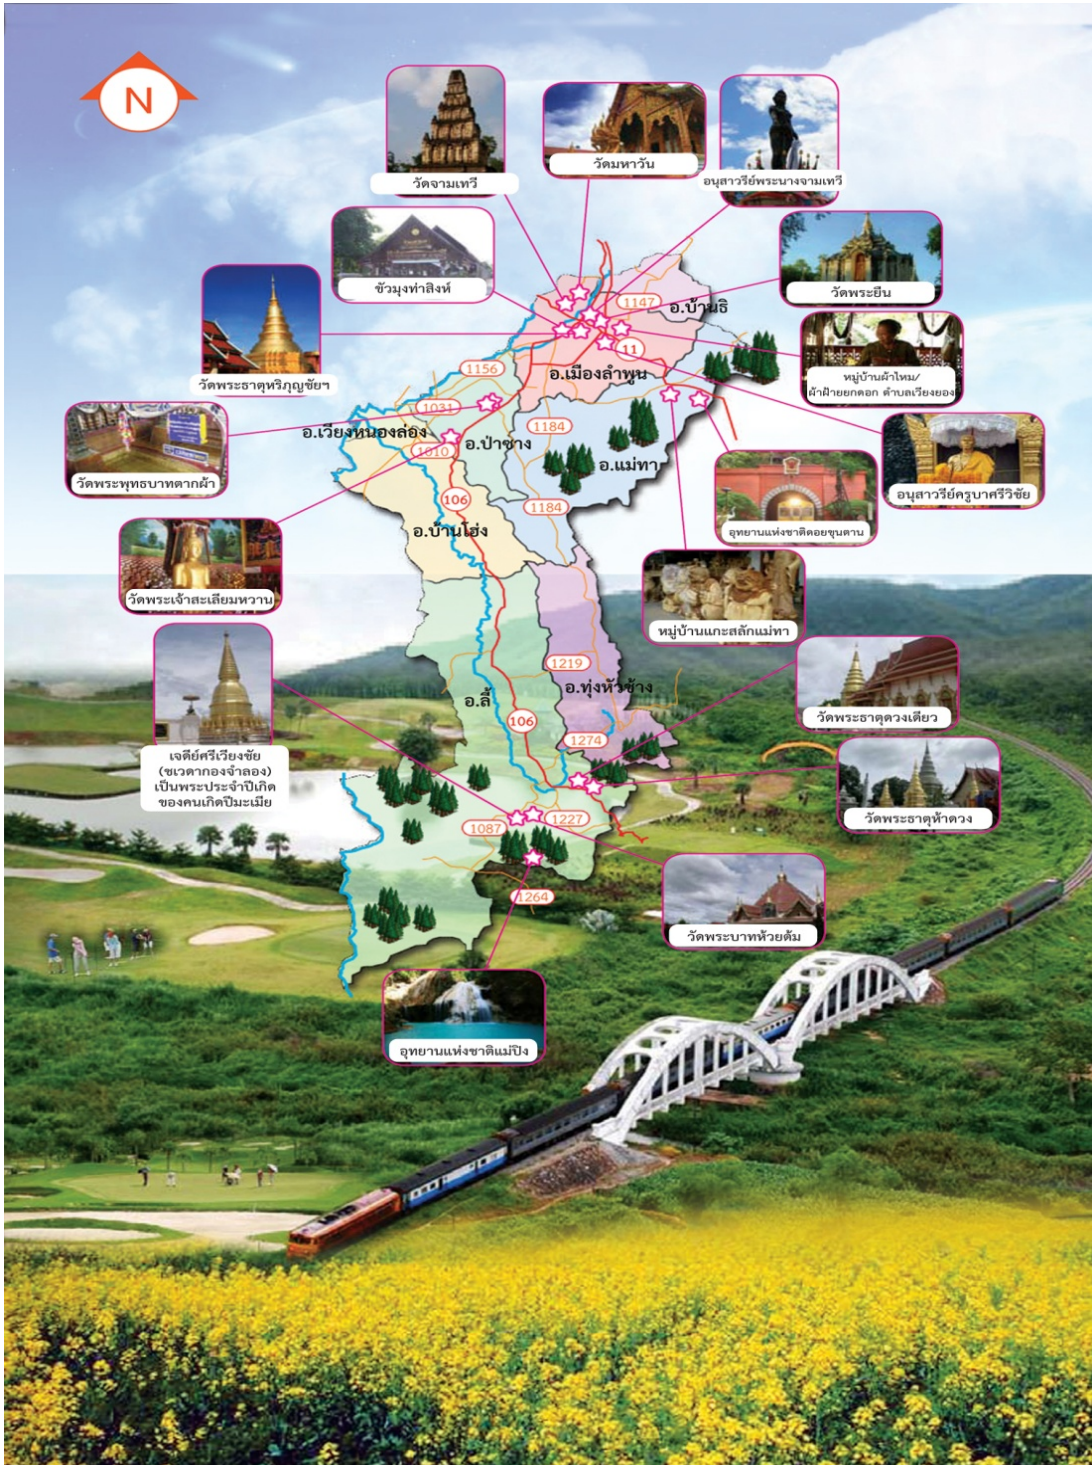 N
วัดจามเทวี
วัดมหาวัน
อนุสาวรีย์พระนางจามเทวี
ขัวมุงท่าสิงห์
วัดพระยืน
1147
อ.บ้านธิ
11
วัดพระธาตุหริภุญชัยฯ
1156
อ.เมืองลำพูน
หมู่บ้านผ้าไหม/
ผ้าฝ้ายยกดอก ตำบลเวียงยอง
1031
อ.เวียงหนองล่อง
1184
อ.ป่าซาง
1010
อ.แม่ทา
วัดพระพุทธบาทตากผ้า
อนุสาวรีย์ครูบาศรีวิชัย
106
1184
อ.บ้านโฮ่ง
อุทยานแห่งชาติดอยขุนตาน
วัดพระเจ้าสะเลียมหวาน
หมู่บ้านแกะสลักแม่ทา
1219
อ.ทุ่งหัวช้าง
อ.ลี้
106
1274
วัดพระธาตุดวงเดียว
เจดีย์ศรีเวียงชัย
(ชเวดากองจำลอง)
เป็นพระประจำปีเกิด
ของคนเกิดปีมะเมีย
วัดพระธาตุห้าดวง
1087
1227
1264
วัดพระบาทห้วยต้ม
อุทยานแห่งชาติแม่ปิง